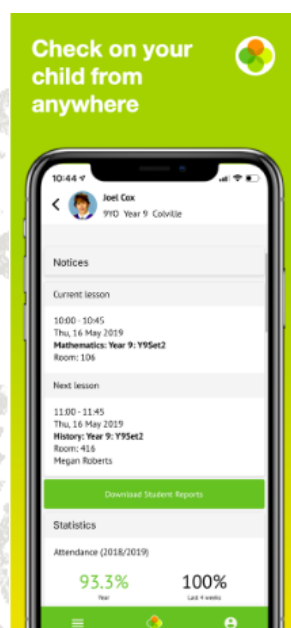 Check on your
child from
anywhere
10:44
Joel Cox
9YO Year 9 Colville
Notices
Current lesson
10:00 - 10:45
Thu, 16 May 2019
Mathematics: Year 9: Y9Set2
Room: 106
Next lesson
11:00 - 11:45
Thu, 16 May 2019
History: Year 9: Y9Set2
Room: 416
Megan Roberts
Download Student Reports
Statistics
Attendance (2018/2019)
93.3% 100%
Year Last 4 weeks